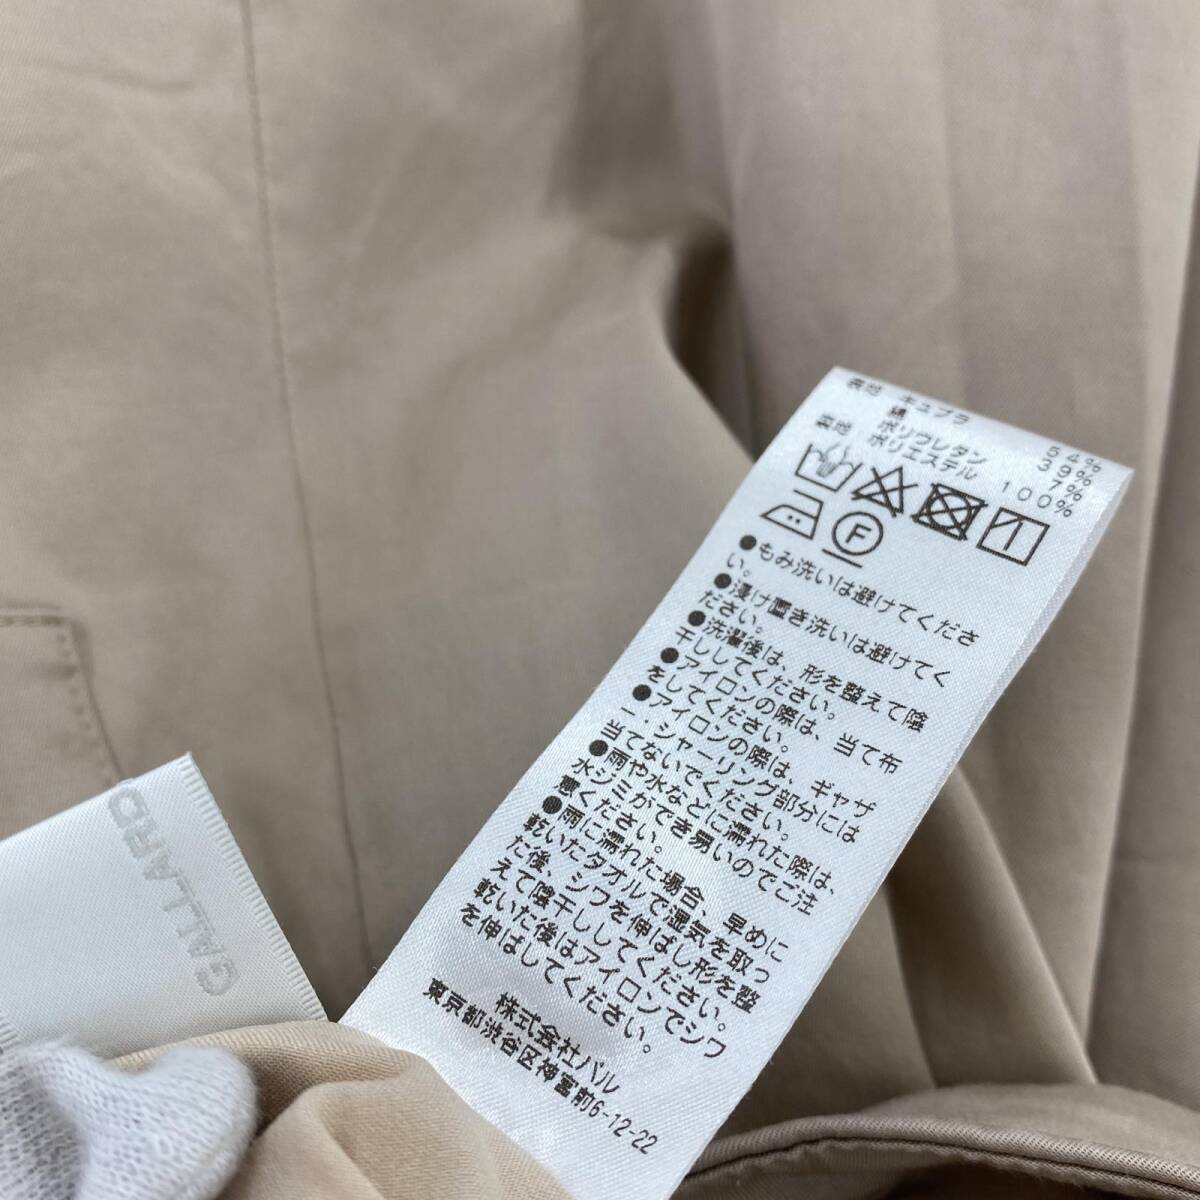 表地 キュプラ 54%
綿 39%
ポリウレタン 7%
裏地 ポリエステル 100%
F
●もみ洗いは避けてくださ
い。
●浸け置き洗いは避けてく
ださい。
●洗濯後は、形を整えて陰
干ししてください。
●アイロンの際は、当て布
をしてください。
●アイロンの際は、ギャザ
ー・シャーリング部分には
当てないでください。
●雨や水などに濡れた際は、
水ジミができ易いのでご注
意ください。
●雨に濡れた場合、早めに
乾いたタオルで湿気を取っ
た後、シワを伸ばし形を整
えて陰干ししてください。
乾いた後はアイロンでシワ
を伸ばしてください。
株式会社パル
東京都渋谷区神宮前6-12-22
GALLARD